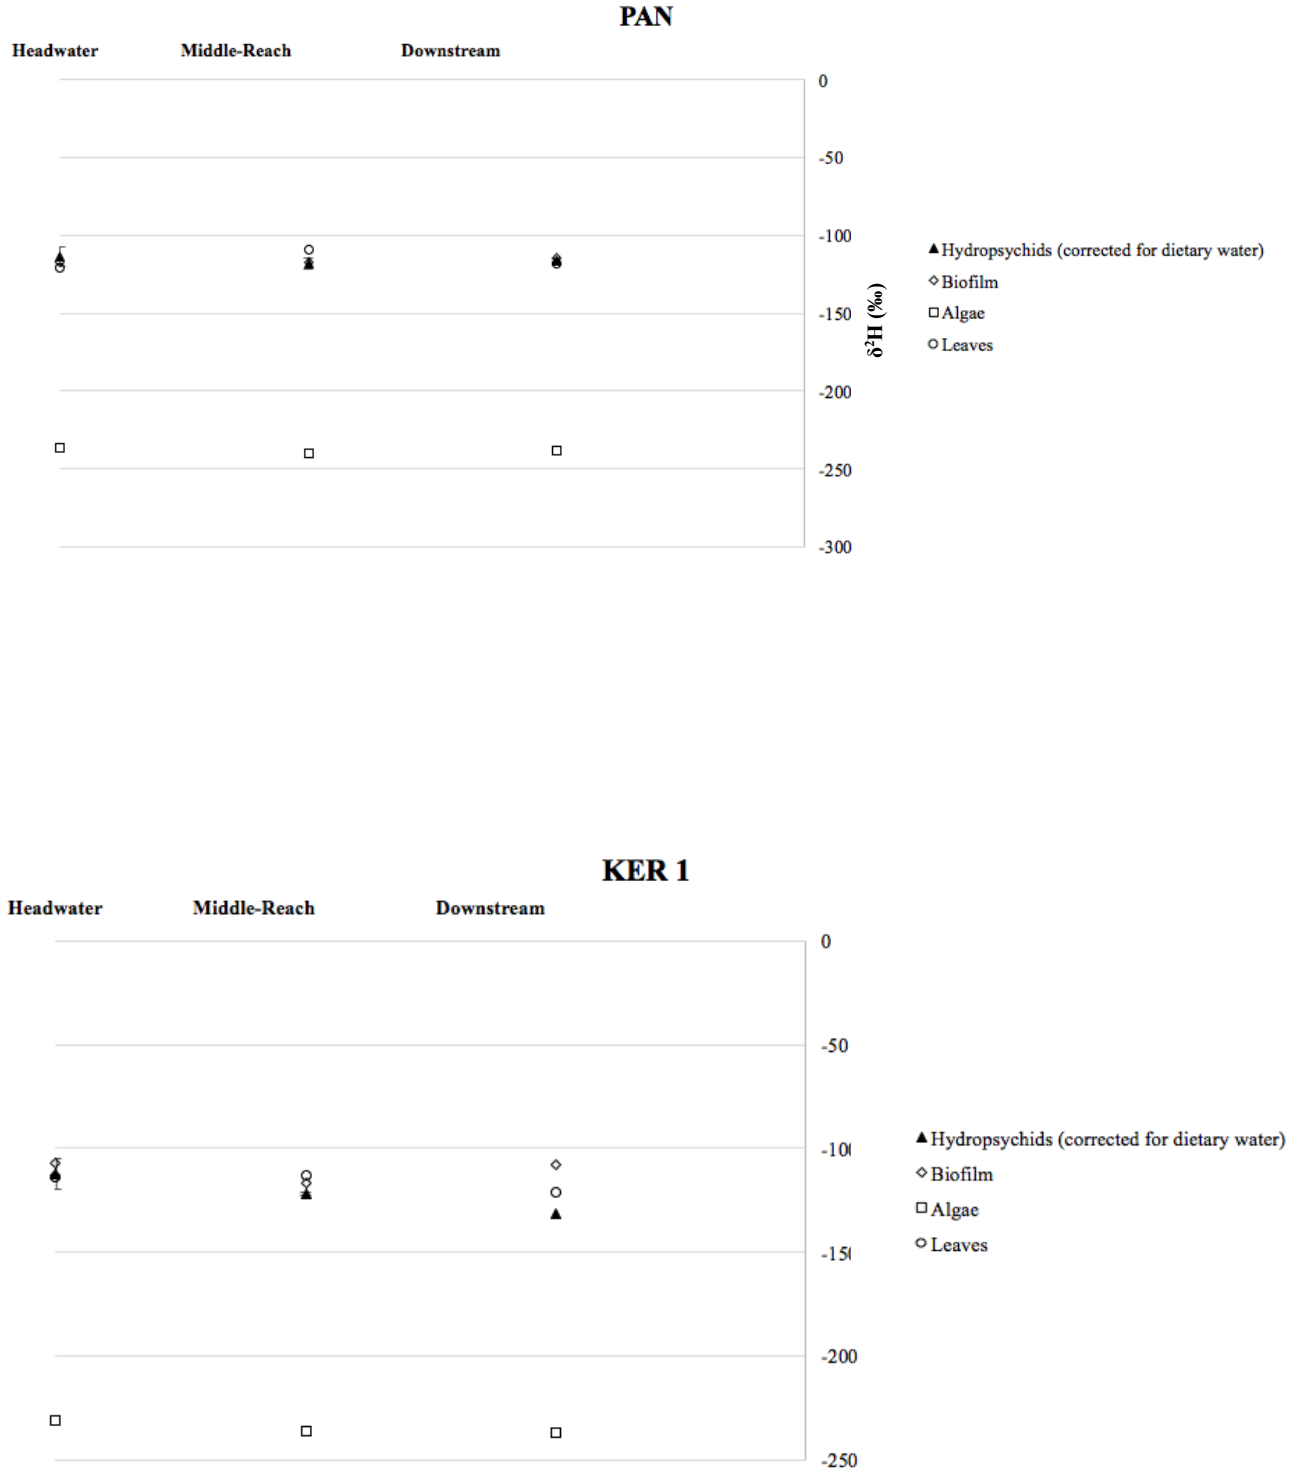 PAN
Headwater Middle-Reach Downstream
0
-50
-100
-150
-200
-250
-300
δ²H (‰)
Hydropsychids (corrected for dietary water)
Biofilm
Algae
Leaves
KER 1
Headwater Middle-Reach Downstream
0
-50
-100
-150
-200
-250
Hydropsychids (corrected for dietary water)
Biofilm
Algae
Leaves